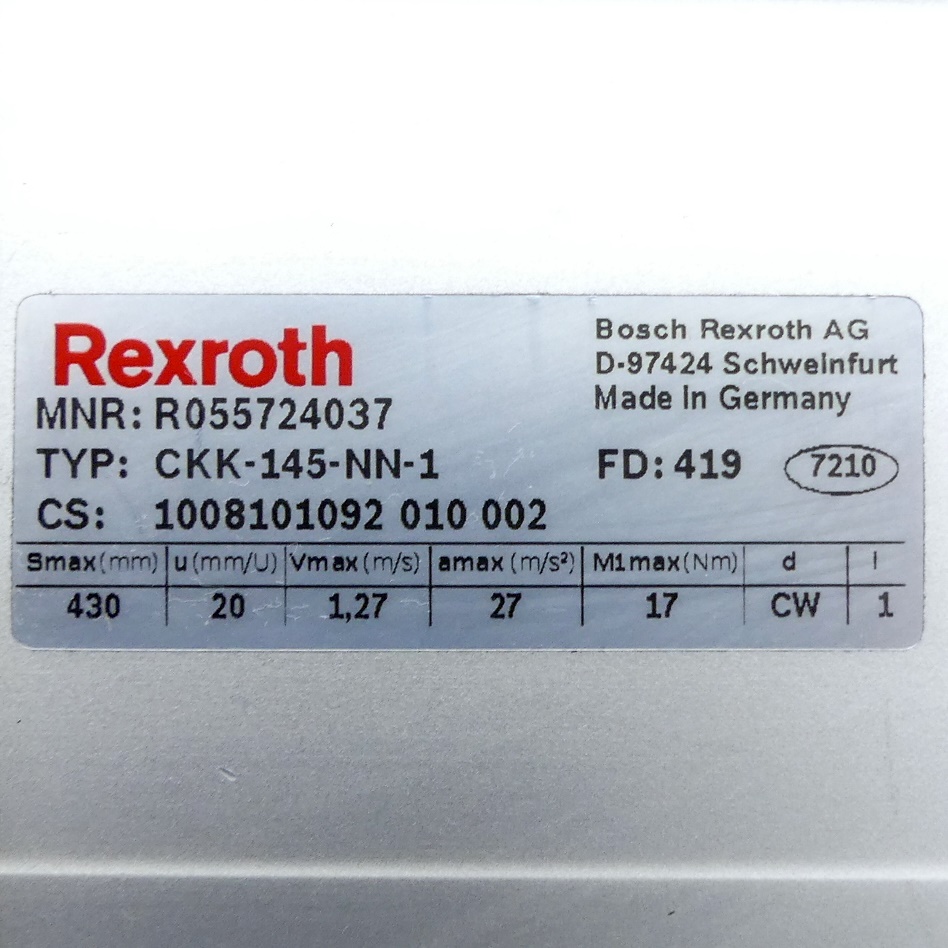 Rexroth
Bosch Rexroth AG
D-97424 Schweinfurt
Made in Germany
MNR: R055724037
TYP: CKK-145-NN-1 FD: 419 7210
CS: 1008101092 010 002
Smax(mm) u(mm/U) Vmax(m/s) amax(m/s²) M1max(Nm) d i
430 20 1,27 27 17 CW 1